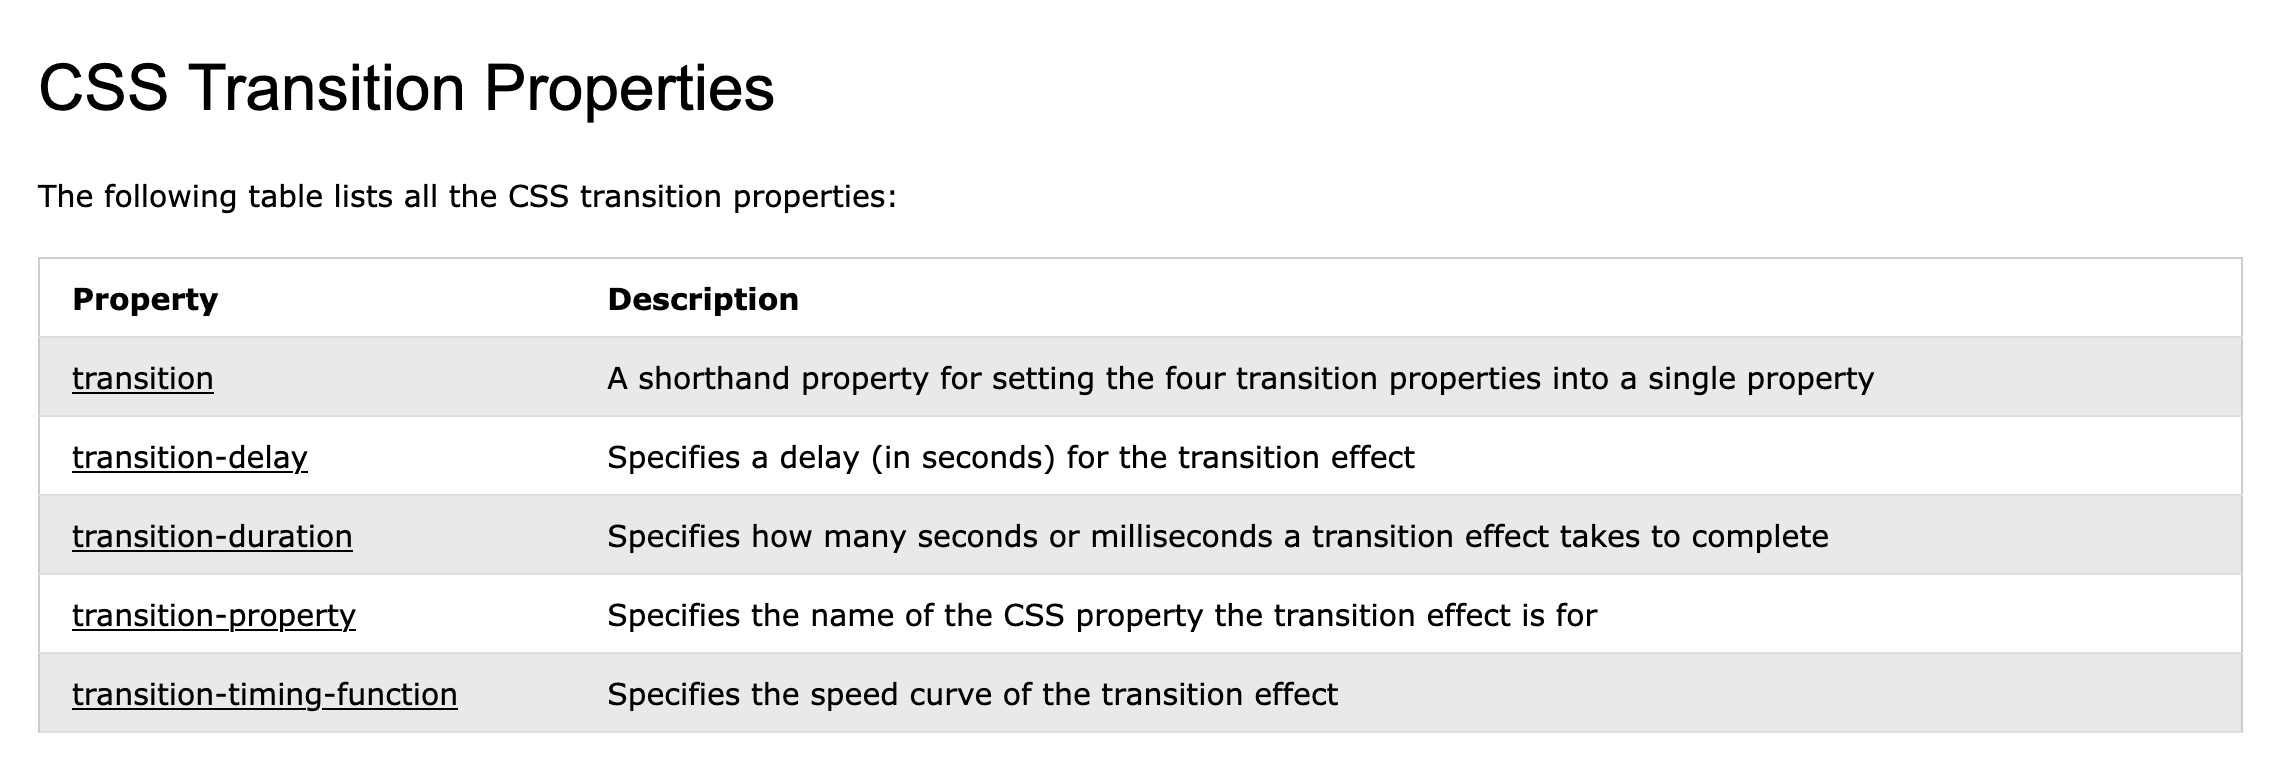 CSS Transition Properties
The following table lists all the CSS transition properties:
Property Description
transition A shorthand property for setting the four transition properties into a single property
transition-delay Specifies a delay (in seconds) for the transition effect
transition-duration Specifies how many seconds or milliseconds a transition effect takes to complete
transition-property Specifies the name of the CSS property the transition effect is for
transition-timing-function Specifies the speed curve of the transition effect